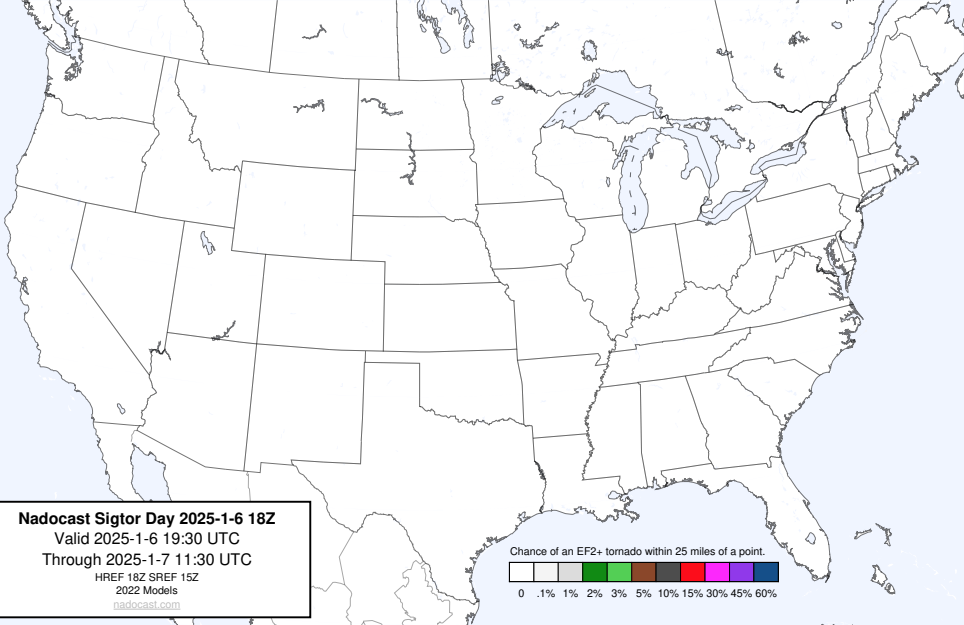 Nadocast Sigtor Day 2025-1-6 18Z
Valid 2025-1-6 19:30 UTC
Through 2025-1-7 11:30 UTC
HREF 18Z SREF 15Z
2022 Models
nadocast.com
Chance of an EF2+ tornado within 25 miles of a point.
0 .1% 1% 2% 3% 5% 10% 15% 30% 45% 60%